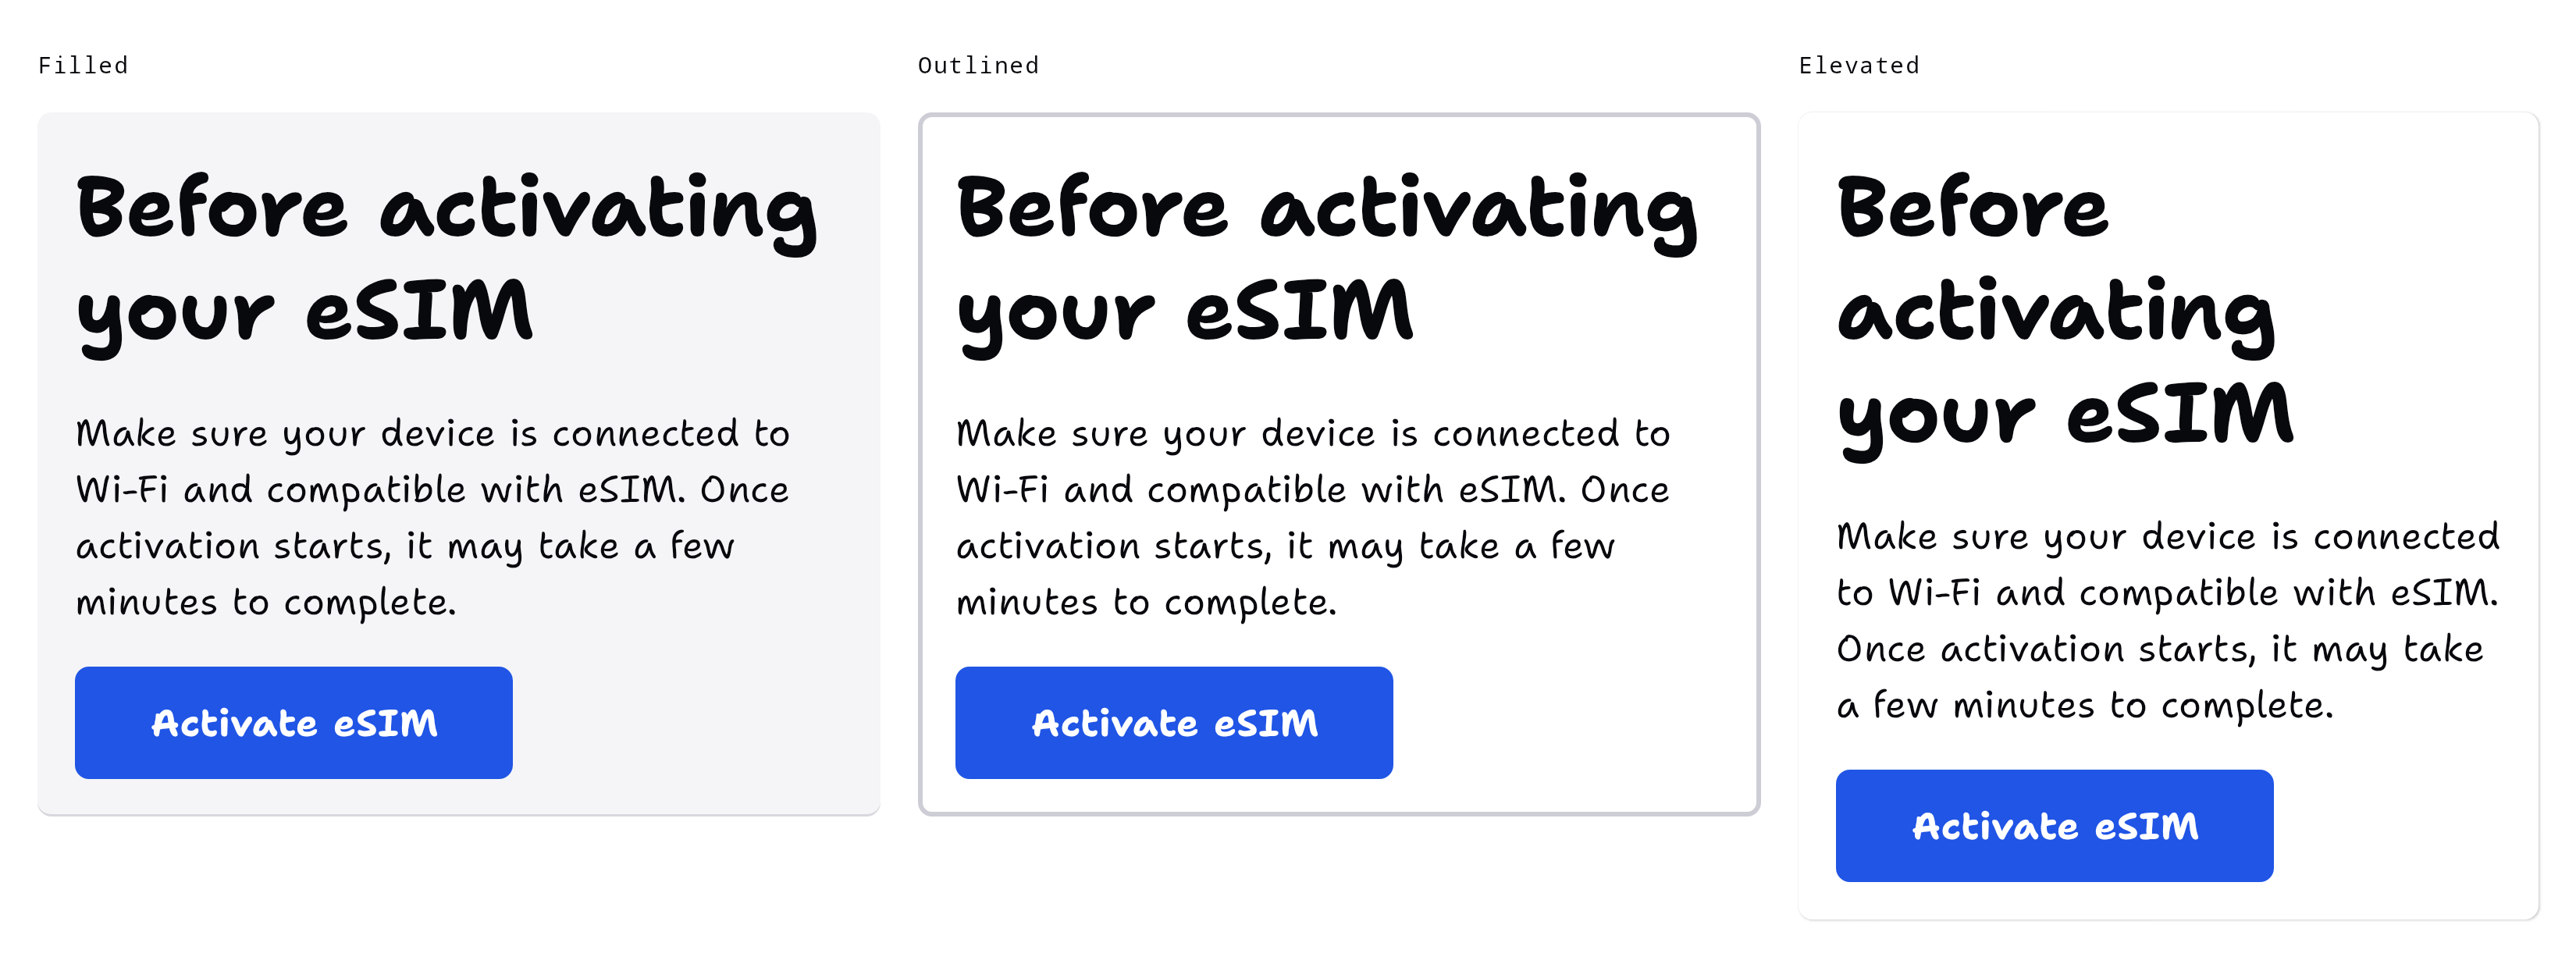 Filled
Before activating
your eSIM
Make sure your device is connected to
Wi-Fi and compatible with eSIM. Once
activation starts, it may take a few
minutes to complete.
Activate eSIM
Outlined
Before activating
your eSIM
Make sure your device is connected to
Wi-Fi and compatible with eSIM. Once
activation starts, it may take a few
minutes to complete.
Activate eSIM
Elevated
Before
activating
your eSIM
Make sure your device is connected
to Wi-Fi and compatible with eSIM.
Once activation starts, it may take
a few minutes to complete.
Activate eSIM